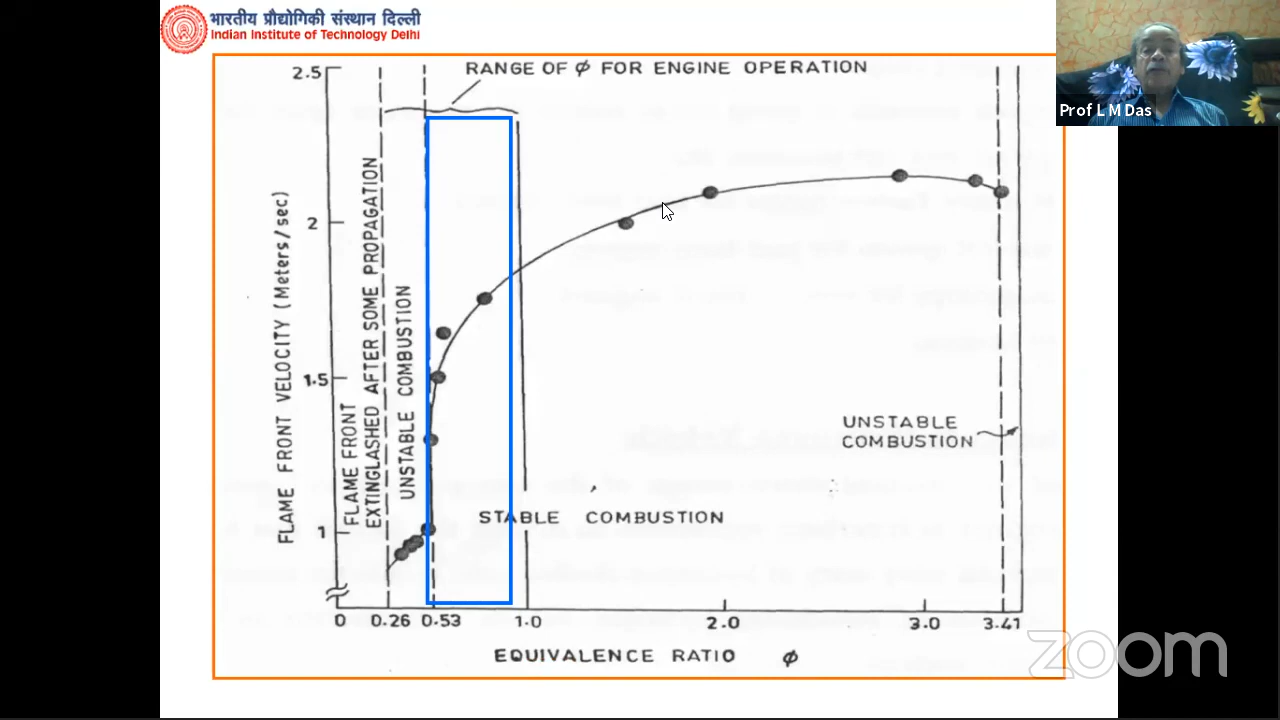 भारतीय प्रौद्योगिकी संस्थान दिल्ली
Indian Institute of Technology Delhi
Prof L M Das
RANGE OF ϕ FOR ENGINE OPERATION
2.5
2
1.5
1
FLAME FRONT VELOCITY (Meters/sec)
FLAME FRONT
EXTINGLASHED AFTER SOME PROPAGATION
UNSTABLE COMBUSTION
UNSTABLE
COMBUSTION
STABLE COMBUSTION
0 0.26 0.53 1.0 2.0 3.0 3.41
EQUIVALENCE RATIO ϕ
zoom